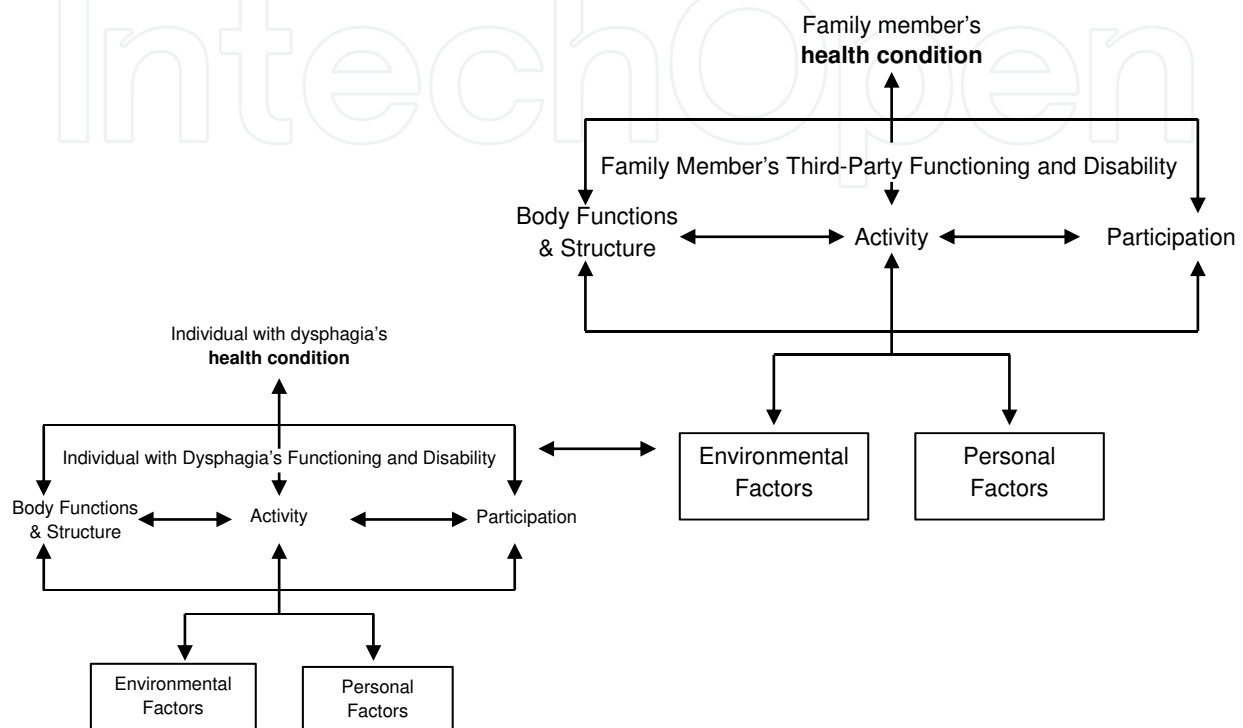 IntechOpen
Family member's
health condition
Family Member's Third-Party Functioning and Disability
Body Functions
& Structure
Activity
Participation
Environmental
Factors
Personal
Factors
Individual with dysphagia's
health condition
Individual with Dysphagia's Functioning and Disability
Body Functions
& Structure
Activity
Participation
Environmental
Factors
Personal
Factors